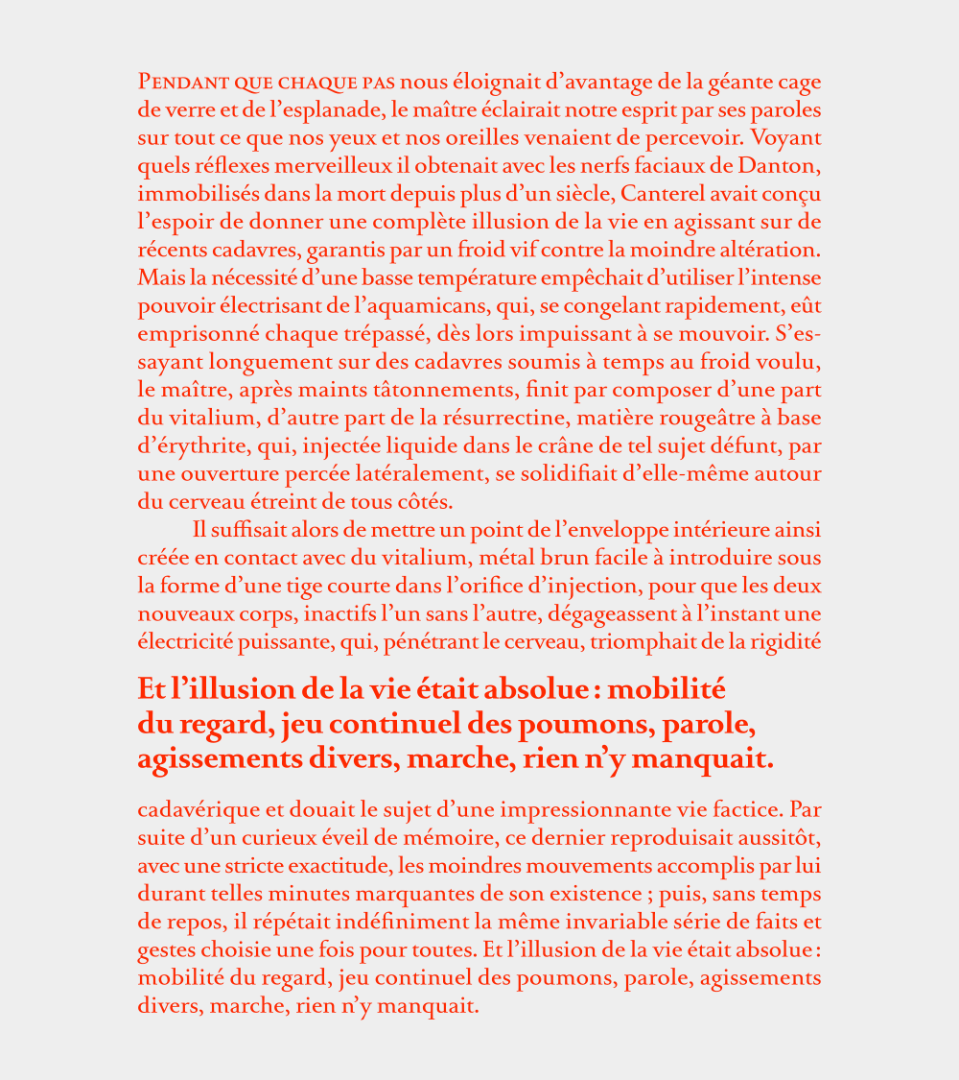 Pendant que chaque pas nous éloignait d’avantage de la géante cage
de verre et de l’esplanade, le maître éclairait notre esprit par ses paroles
sur tout ce que nos yeux et nos oreilles venaient de percevoir. Voyant
quels réflexes merveilleux il obtenait avec les nerfs faciaux de Danton,
immobilisés dans la mort depuis plus d’un siècle, Canterel avait conçu
l’espoir de donner une complète illusion de la vie en agissant sur de
récents cadavres, garantis par un froid vif contre la moindre altération.
Mais la nécessité d’une basse température empêchait d’utiliser l’intense
pouvoir électrisant de l’aquamicans, qui, se congelant rapidement, eût
emprisonné chaque trépassé, dès lors impuissant à se mouvoir. S’es-
sayant longuement sur des cadavres soumis à temps au froid voulu,
le maître, après maints tâtonnements, finit par composer d’une part
du vitalium, d’autre part de la résurrectine, matière rougeâtre à base
d’érythrite, qui, injectée liquide dans le crâne de tel sujet défunt, par
une ouverture percée latéralement, se solidifiait d’elle-même autour
du cerveau étreint de tous côtés.
Il suffisait alors de mettre un point de l’enveloppe intérieure ainsi
créée en contact avec du vitalium, métal brun facile à introduire sous
la forme d’une tige courte dans l’orifice d’injection, pour que les deux
nouveaux corps, inactifs l’un sans l’autre, dégageassent à l’instant une
électricité puissante, qui, pénétrant le cerveau, triomphait de la rigidité
Et l’illusion de la vie était absolue : mobilité
du regard, jeu continuel des poumons, parole,
agissements divers, marche, rien n’y manquait.
cadavérique et douait le sujet d’une impressionnante vie factice. Par
suite d’un curieux éveil de mémoire, ce dernier reproduisait aussitôt,
avec une stricte exactitude, les moindres mouvements accomplis par lui
durant telles minutes marquantes de son existence ; puis, sans temps
de repos, il répétait indéfiniment la même invariable série de faits et
gestes choisie une fois pour toutes. Et l’illusion de la vie était absolue :
mobilité du regard, jeu continuel des poumons, parole, agissements
divers, marche, rien n’y manquait.